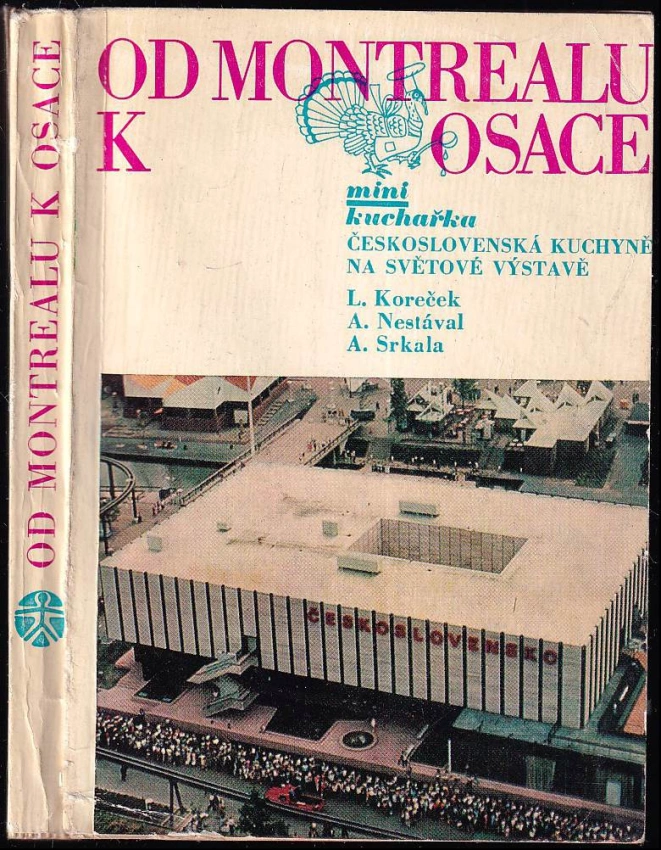 OD MONTREALU K OSACE
OD MONTREALU
K OSACE
mini
kuchařka
ČESKOSLOVENSKÁ KUCHYNĚ
NA SVĚTOVÉ VÝSTAVĚ
L. Koreček
A. Nestával
A. Srkala
ČESKOSLOVENSKO